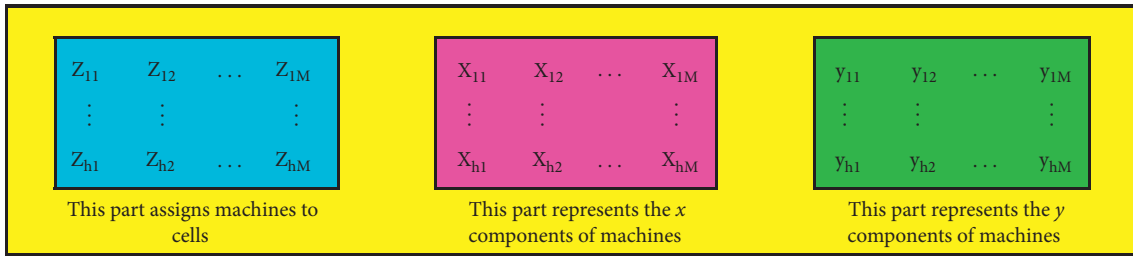 Z11 Z12 ... Z1M
⋮ ⋮ ⋮
Zh1 Zh2 ... ZhM
This part assigns machines to
cells
X11 X12 ... X1M
⋮ ⋮ ⋮
Xh1 Xh2 ... XhM
This part represents the x
components of machines
y11 y12 ... y1M
⋮ ⋮ ⋮
yh1 yh2 ... yhM
This part represents the y
components of machines